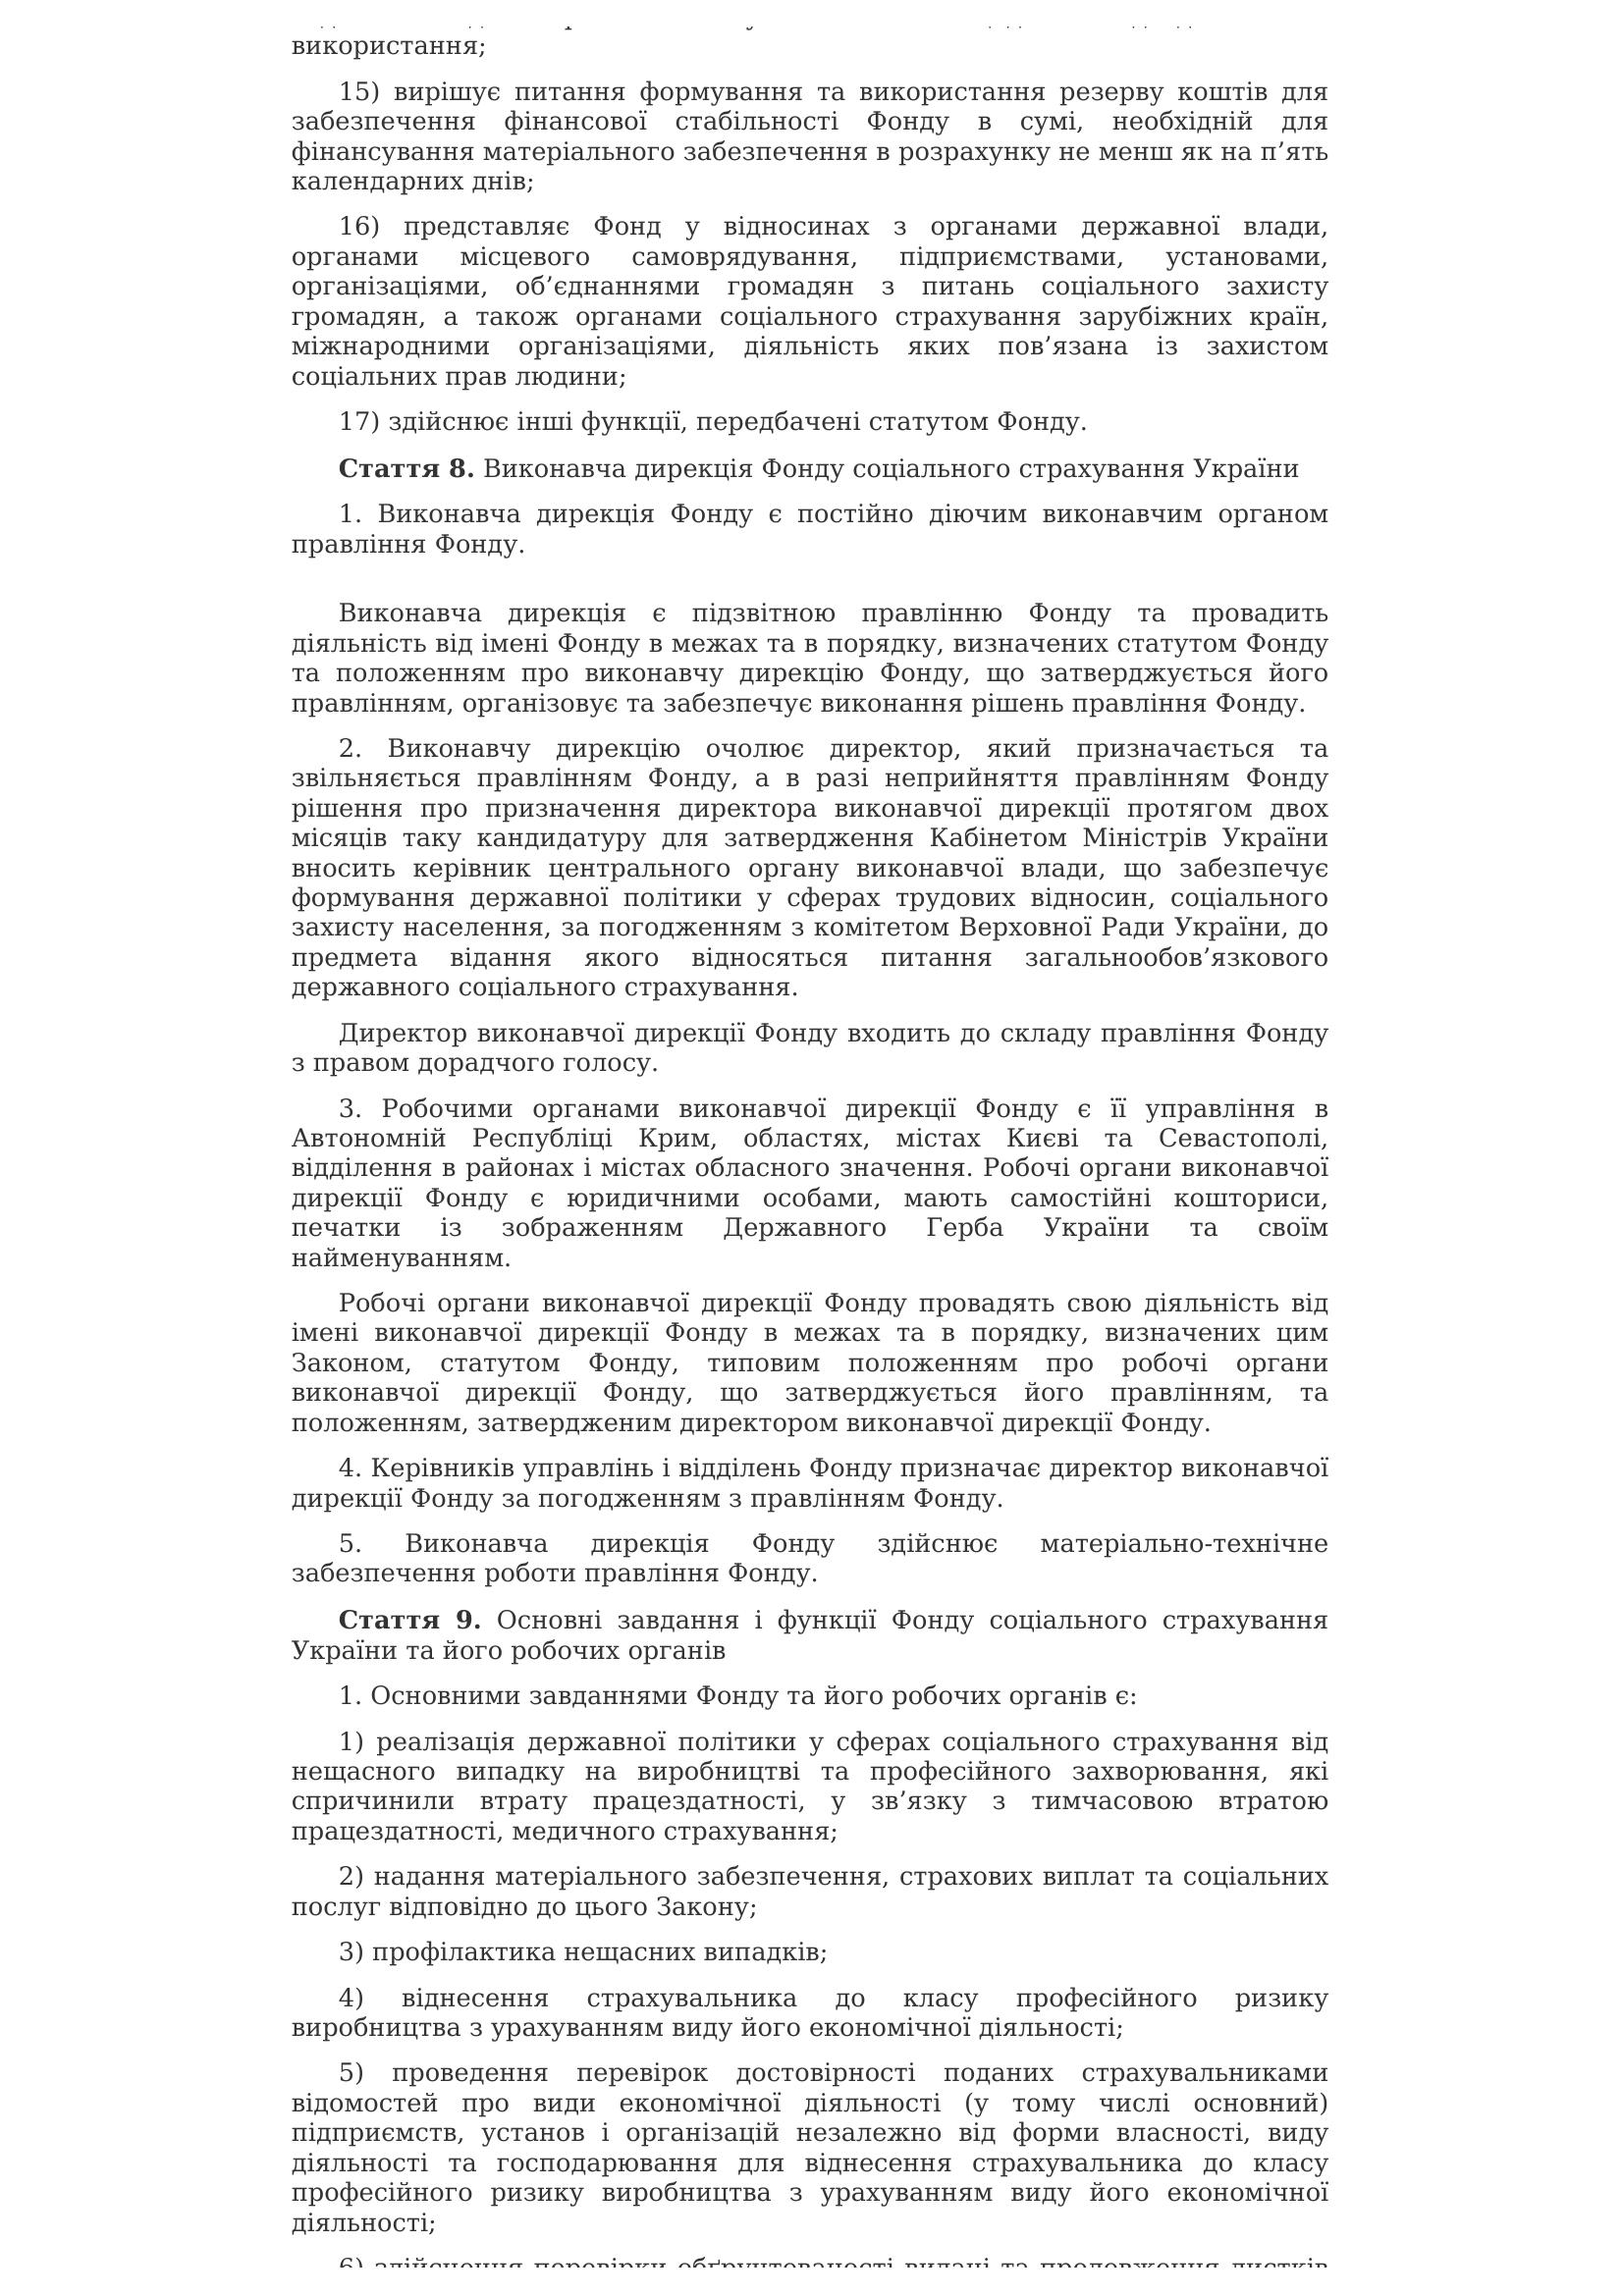 використання;
15) вирішує питання формування та використання резерву коштів для
забезпечення фінансової стабільності Фонду в сумі, необхідній для
фінансування матеріального забезпечення в розрахунку не менш як на п’ять
календарних днів;
16) представляє Фонд у відносинах з органами державної влади,
органами місцевого самоврядування, підприємствами, установами,
організаціями, об’єднаннями громадян з питань соціального захисту
громадян, а також органами соціального страхування зарубіжних країн,
міжнародними організаціями, діяльність яких пов’язана із захистом
соціальних прав людини;
17) здійснює інші функції, передбачені статутом Фонду.
Стаття 8. Виконавча дирекція Фонду соціального страхування України
1. Виконавча дирекція Фонду є постійно діючим виконавчим органом
правління Фонду.
Виконавча дирекція є підзвітною правлінню Фонду та провадить
діяльність від імені Фонду в межах та в порядку, визначених статутом Фонду
та положенням про виконавчу дирекцію Фонду, що затверджується його
правлінням, організовує та забезпечує виконання рішень правління Фонду.
2. Виконавчу дирекцію очолює директор, який призначається та
звільняється правлінням Фонду, а в разі неприйняття правлінням Фонду
рішення про призначення директора виконавчої дирекції протягом двох
місяців таку кандидатуру для затвердження Кабінетом Міністрів України
вносить керівник центрального органу виконавчої влади, що забезпечує
формування державної політики у сферах трудових відносин, соціального
захисту населення, за погодженням з комітетом Верховної Ради України, до
предмета відання якого відносяться питання загальнообов’язкового
державного соціального страхування.
Директор виконавчої дирекції Фонду входить до складу правління Фонду
з правом дорадчого голосу.
3. Робочими органами виконавчої дирекції Фонду є її управління в
Автономній Республіці Крим, областях, містах Києві та Севастополі,
відділення в районах і містах обласного значення. Робочі органи виконавчої
дирекції Фонду є юридичними особами, мають самостійні кошториси,
печатки із зображенням Державного Герба України та своїм
найменуванням.
Робочі органи виконавчої дирекції Фонду провадять свою діяльність від
імені виконавчої дирекції Фонду в межах та в порядку, визначених цим
Законом, статутом Фонду, типовим положенням про робочі органи
виконавчої дирекції Фонду, що затверджується його правлінням, та
положенням, затвердженим директором виконавчої дирекції Фонду.
4. Керівників управлінь і відділень Фонду призначає директор виконавчої
дирекції Фонду за погодженням з правлінням Фонду.
5. Виконавча дирекція Фонду здійснює матеріально-технічне
забезпечення роботи правління Фонду.
Стаття 9. Основні завдання і функції Фонду соціального страхування
України та його робочих органів
1. Основними завданнями Фонду та його робочих органів є:
1) реалізація державної політики у сферах соціального страхування від
нещасного випадку на виробництві та професійного захворювання, які
спричинили втрату працездатності, у зв’язку з тимчасовою втратою
працездатності, медичного страхування;
2) надання матеріального забезпечення, страхових виплат та соціальних
послуг відповідно до цього Закону;
3) профілактика нещасних випадків;
4) віднесення страхувальника до класу професійного ризику
виробництва з урахуванням виду його економічної діяльності;
5) проведення перевірок достовірності поданих страхувальниками
відомостей про види економічної діяльності (у тому числі основний)
підприємств, установ і організацій незалежно від форми власності, виду
діяльності та господарювання для віднесення страхувальника до класу
професійного ризику виробництва з урахуванням виду його економічної
діяльності;
6) здійснення перевірки обґрунтованості видачі та продовження листків